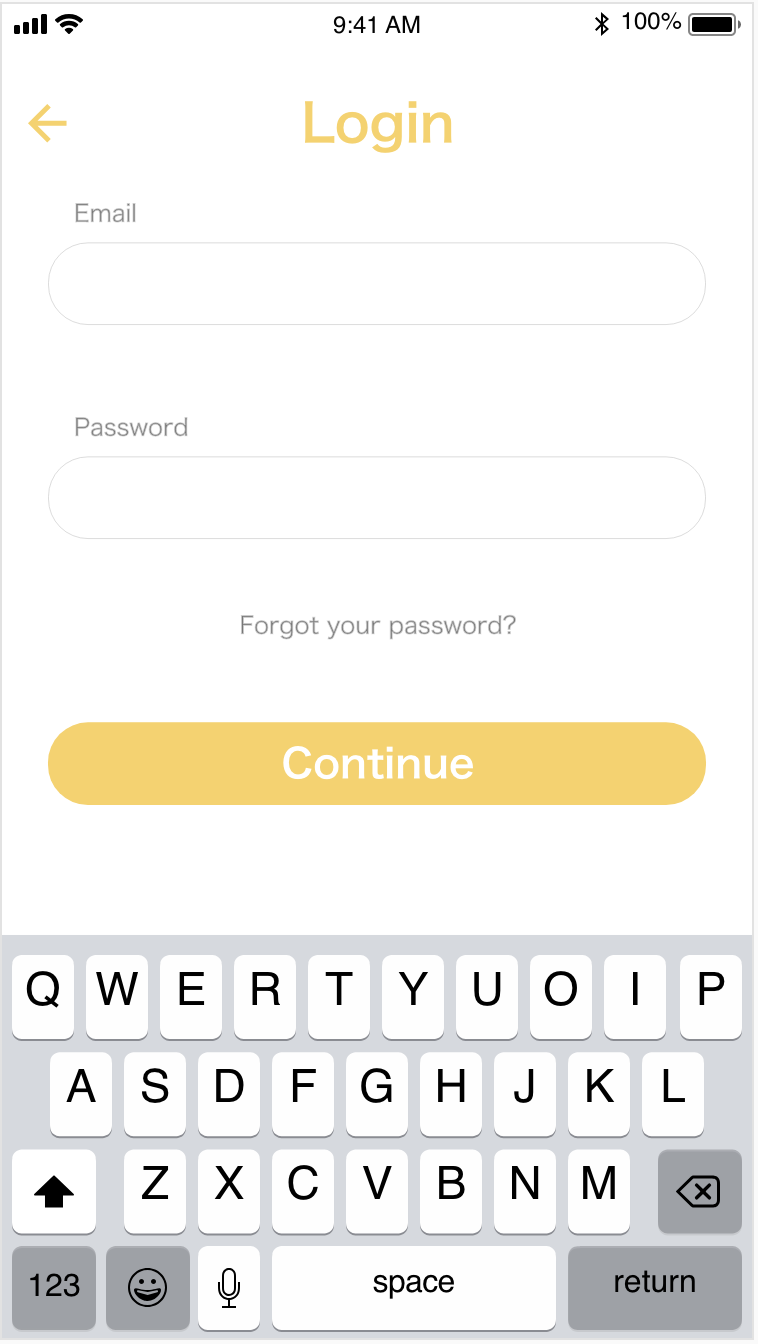 9:41 AM 100%
Login
Email
Password
Forgot your password?
Continue
Q W E R T Y U O I P
A S D F G H J K L
Z X C V B N M
123 space return